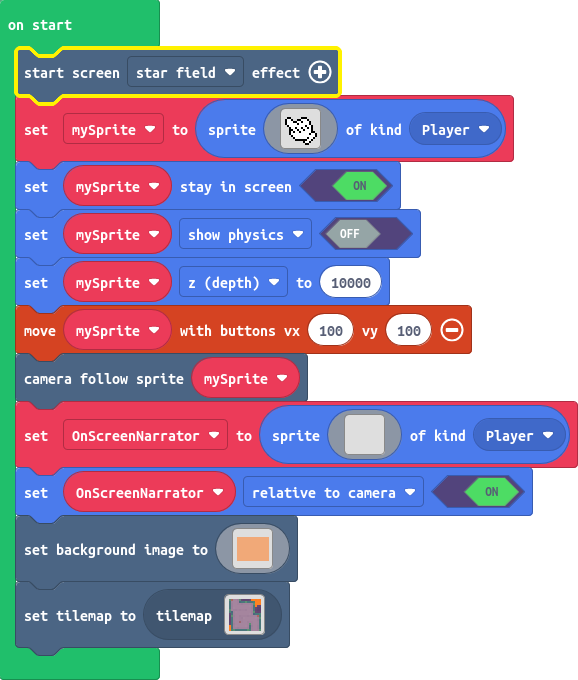 on start
start screen star field effect
set mySprite to sprite of kind Player
set mySprite stay in screen ON
set mySprite show physics OFF
set mySprite z (depth) to 10000
move mySprite with buttons vx 100 vy 100
camera follow sprite mySprite
set OnScreenNarrator to sprite of kind Player
set OnScreenNarrator relative to camera ON
set background image to
set tilemap to tilemap